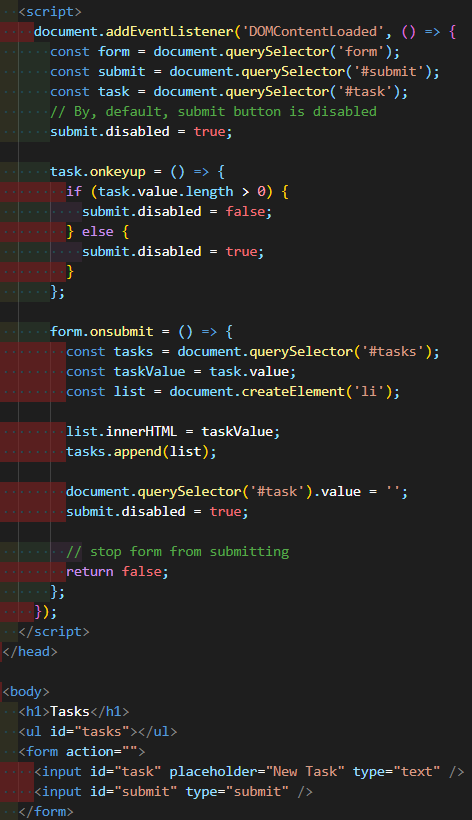 <script>
document.addEventListener('DOMContentLoaded', () => {
const form = document.querySelector('form');
const submit = document.querySelector('#submit');
const task = document.querySelector('#task');
// By, default, submit button is disabled
submit.disabled = true;
task.onkeyup = () => {
if (task.value.length > 0) {
submit.disabled = false;
} else {
submit.disabled = true;
}
};
form.onsubmit = () => {
const tasks = document.querySelector('#tasks');
const taskValue = task.value;
const list = document.createElement('li');
list.innerHTML = taskValue;
tasks.append(list);
document.querySelector('#task').value = '';
submit.disabled = true;
// stop form from submitting
return false;
};
});
</script>
</head>
<body>
<h1>Tasks</h1>
<ul id="tasks"></ul>
<form action="">
<input id="task" placeholder="New Task" type="text" />
<input id="submit" type="submit" />
</form>